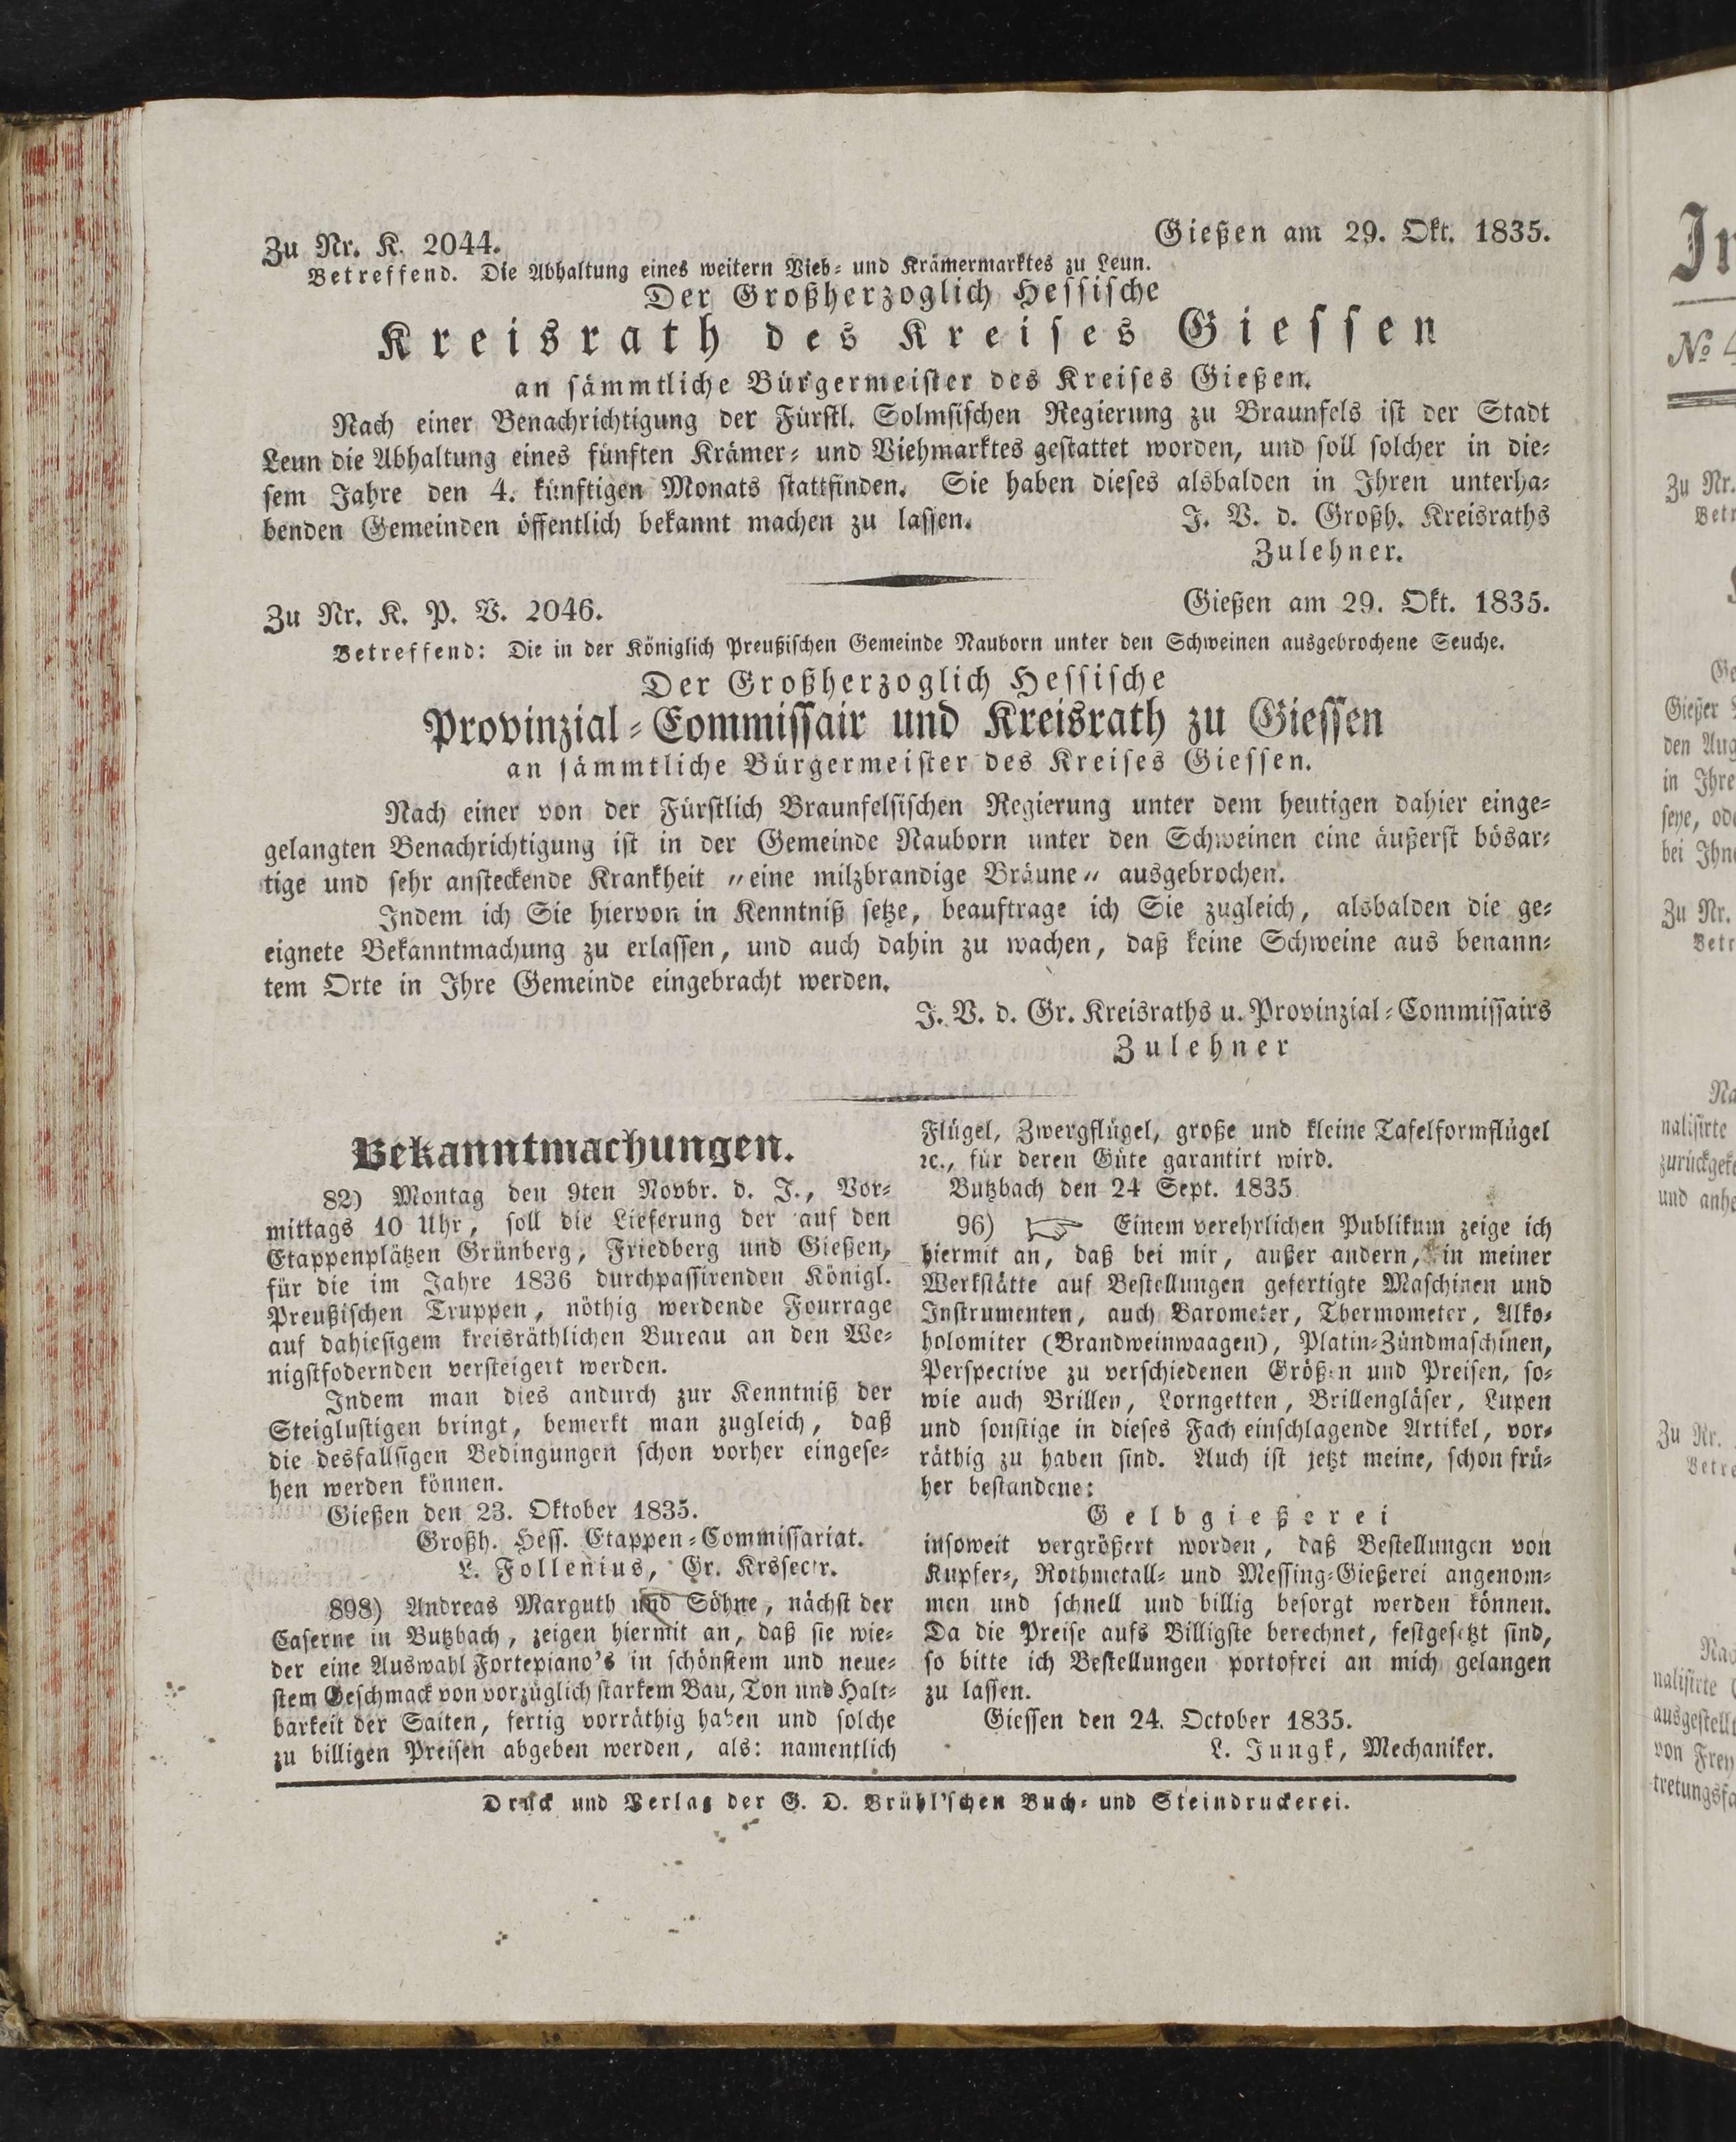 Zu Nr. K. 2044.
Gießen am 29. Okt. 1835.
Betreffend. Die Abhaltung eines weitern Vieh- und Krämermarktes zu Leun.
Der Großherzoglich Hessische
Kreisrath des Kreises Giessen
an sämmtliche Bürgermeister des Kreises Gießen.
Nach einer Benachrichtigung der Fürstl. Solmsischen Regierung zu Braunfels ist der Stadt
Leun die Abhaltung eines fünften Krämer- und Viehmarktes gestattet worden, und soll solcher in die-
sem Jahre den 4. künftigen Monats stattfinden. Sie haben dieses alsbalden in Ihren unterha-
benden Gemeinden öffentlich bekannt machen zu lassen.
J. V. d. Großh. Kreisraths
Zulehner.
Zu Nr. K. P. V. 2046.
Gießen am 29. Okt. 1835.
Betreffend: Die in der Königlich Preußischen Gemeinde Nauborn unter den Schweinen ausgebrochene Seuche.
Der Großherzoglich Hessische
Provinzial-Commissair und Kreisrath zu Giessen
an sämmtliche Bürgermeister des Kreises Giessen.
Nach einer von der Fürstlich Braunfelsischen Regierung unter dem heutigen dahier einge-
gelangten Benachrichtigung ist in der Gemeinde Nauborn unter den Schweinen eine äußerst bösar-
tige und sehr ansteckende Krankheit „eine milzbrandige Bräune„ ausgebrochen.
Indem ich Sie hiervon in Kenntniß setze, beauftrage ich Sie zugleich, alsbalden die ge-
eignete Bekanntmachung zu erlassen, und auch dahin zu wachen, daß keine Schweine aus benann-
tem Orte in Ihre Gemeinde eingebracht werden.
J. V. d. Gr. Kreisraths u. Provinzial-Commissairs
Zulehner
Bekanntmachungen.
82) Montag den 9ten Novbr. d. J., Vor-
mittags 10 Uhr, soll die Lieferung der auf den
Etappenplätzen Grünberg, Friedberg und Gießen,
für die im Jahre 1836 durchpassirenden Königl.
Preußischen Truppen, nöthig werdende Fourrage
auf dahiesigem kreisräthlichen Bureau an den We-
nigstfodernden versteigert werden.
Indem man dies andurch zur Kenntniß der
Steiglustigen bringt, bemerkt man zugleich, daß
die desfallsigen Bedingungen schon vorher eingese-
hen werden können.
Gießen den 23. Oktober 1835.
Großh. Hess. Etappen-Commissariat.
L. Follenius, Gr. Krssecr.
898) Andreas Marguth und Söhne, nächst der
Caserne in Butzbach, zeigen hiermit an, daß sie wie-
der eine Auswahl Fortepiano's in schönstem und neue-
stem Geschmack von vorzüglich starkem Bau, Ton und Halt-
barkeit der Saiten, fertig vorräthig haben und solche
zu billigen Preisen abgeben werden, als: namentlich
Flügel, Zwergflügel, große und kleine Tafelformflügel
ꝛc., für deren Güte garantirt wird.
Butzbach den 24 Sept. 1835
96) ☞ Einem verehrlichen Publikum zeige ich
hiermit an, daß bei mir, außer andern, in meiner
Werkstätte auf Bestellungen gefertigte Maschinen und
Instrumenten, auch Barometer, Thermometer, Alko-
holomiter (Brandweinwaagen), Platin-Zündmaschinen,
Perspective zu verschiedenen Größen und Preisen, so-
wie auch Brillen, Lorngetten, Brillengläser, Lupen
und sonstige in dieses Fach einschlagende Artikel, vor-
räthig zu haben sind. Auch ist jetzt meine, schon frü-
her bestandene:
Gelbgießerei
insoweit vergrößert worden, daß Bestellungen von
Kupfer-, Rothmetall- und Messing-Gießerei angenom-
men und schnell und billig besorgt werden können.
Da die Preise aufs Billigste berechnet, festgesetzt sind,
so bitte ich Bestellungen portofrei an mich gelangen
zu lassen.
Giessen den 24. October 1835.
L. Jungk, Mechaniker.
Druck und Verlag der G. D. Brühl'schen Buch- und Steindruckerei.